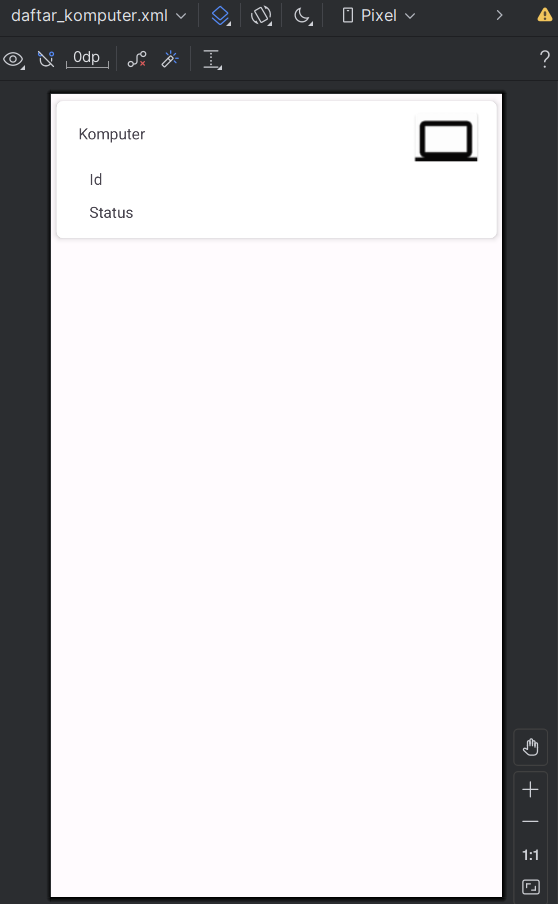 daftar_komputer.xml Pixel
0dp ?
Komputer
Id
Status
1:1